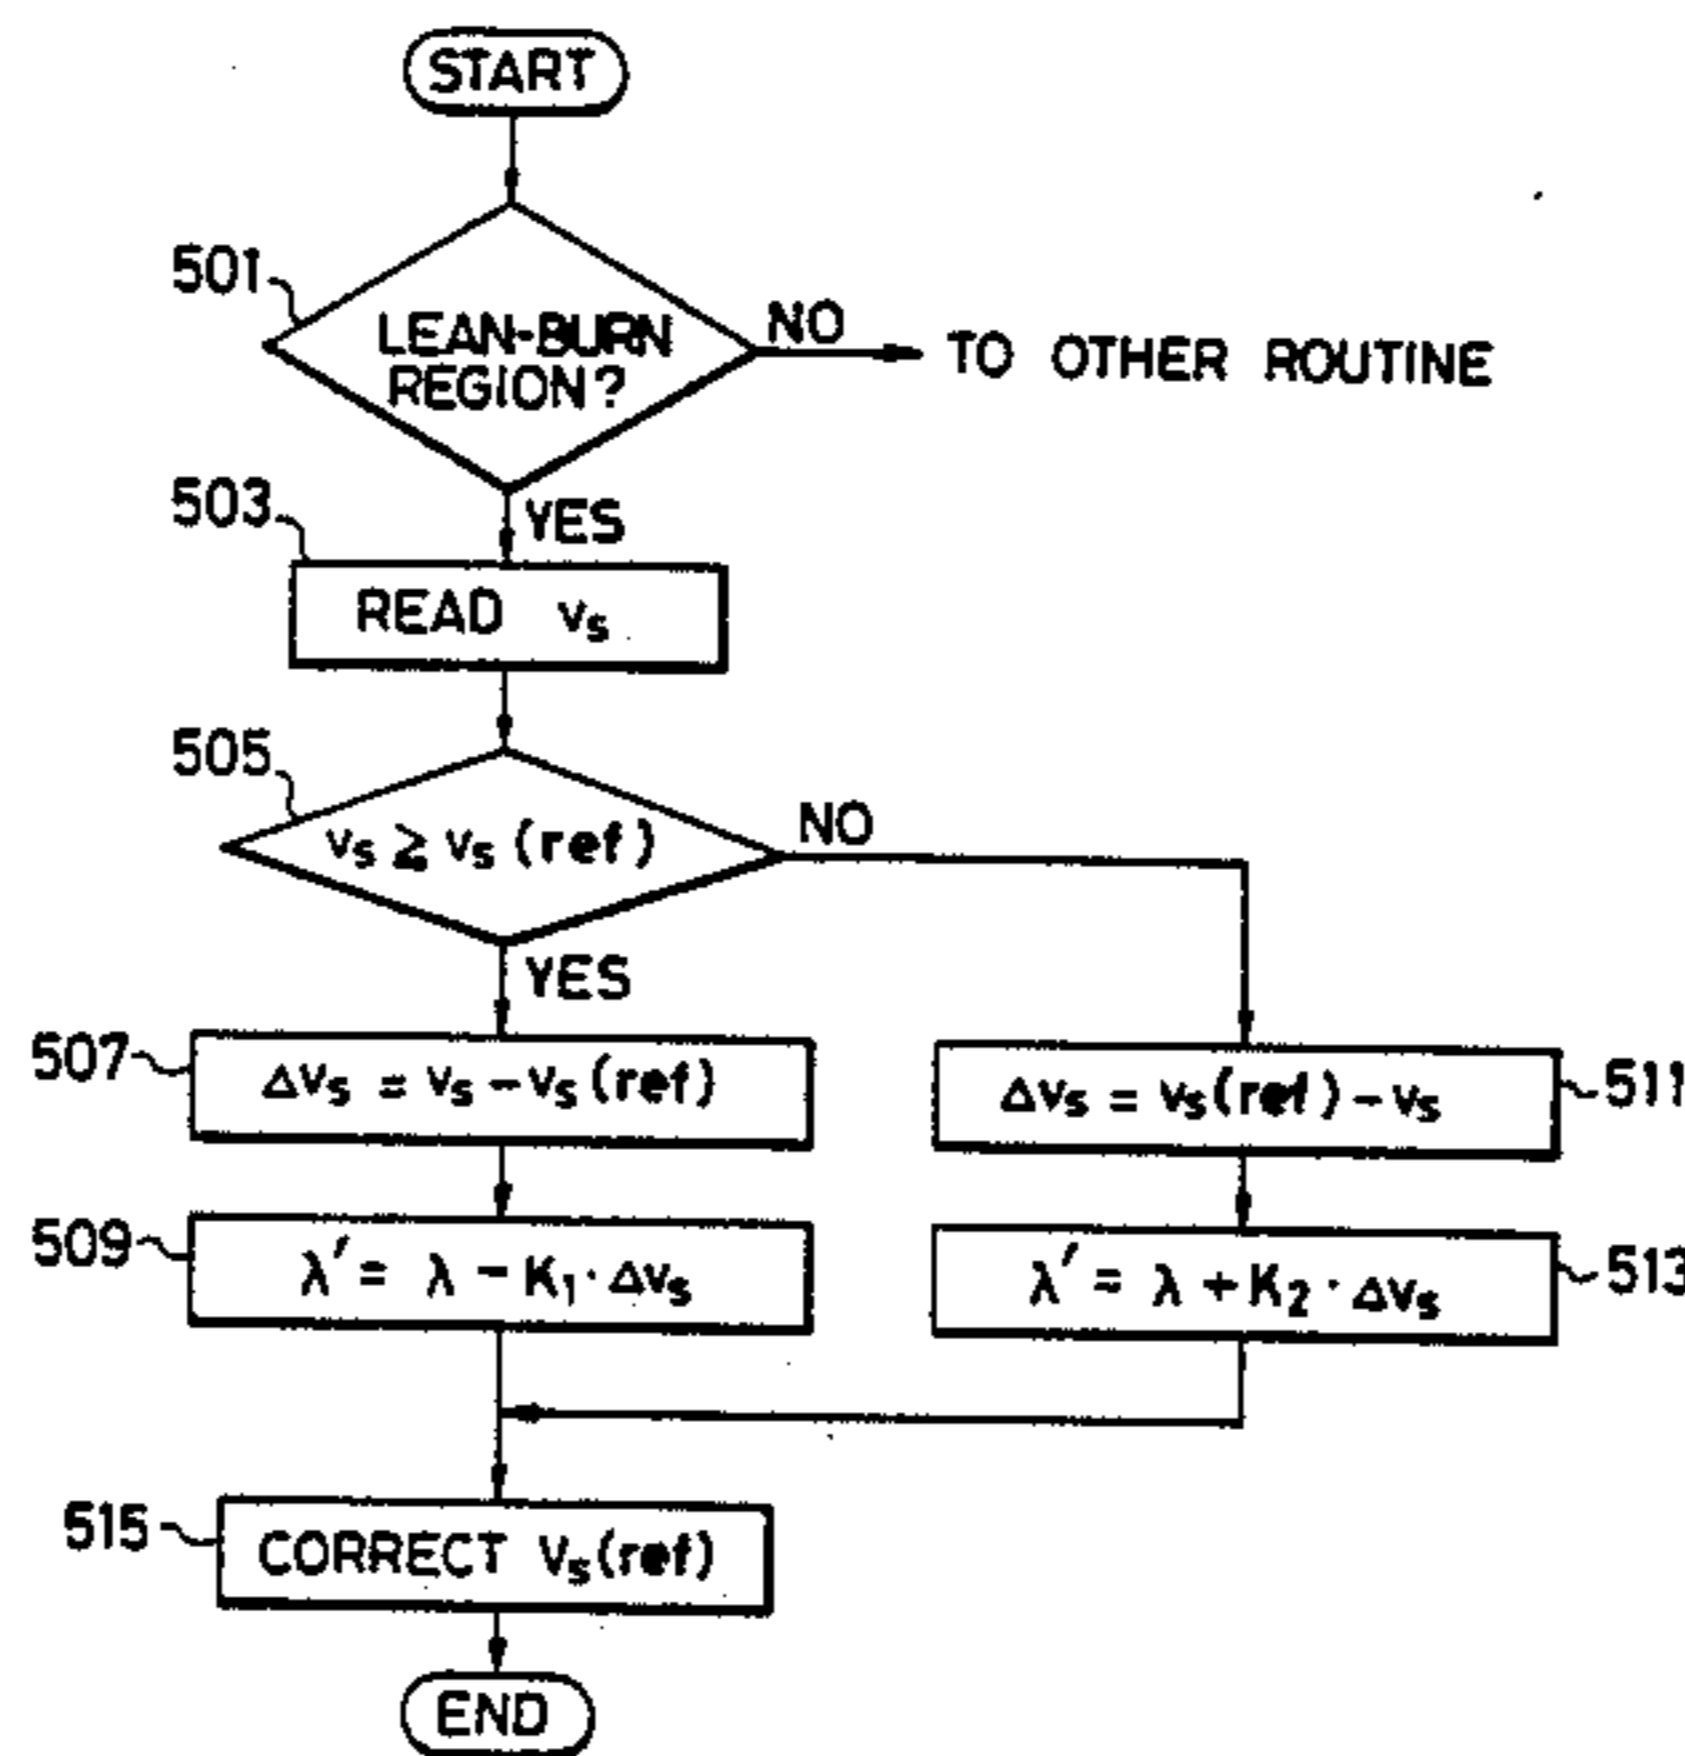 START
501
LEAN-BURN
REGION?
NO
TO OTHER ROUTINE
YES
503
READ vs
505
vs ≧ vs (ref)
NO
YES
507
Δvs = vs – vs (ref)
511
Δvs = vs(ref) – vs
509
λ' = λ – K1 · Δvs
513
λ' = λ + K2 · Δvs
515
CORRECT Vs(ref)
END